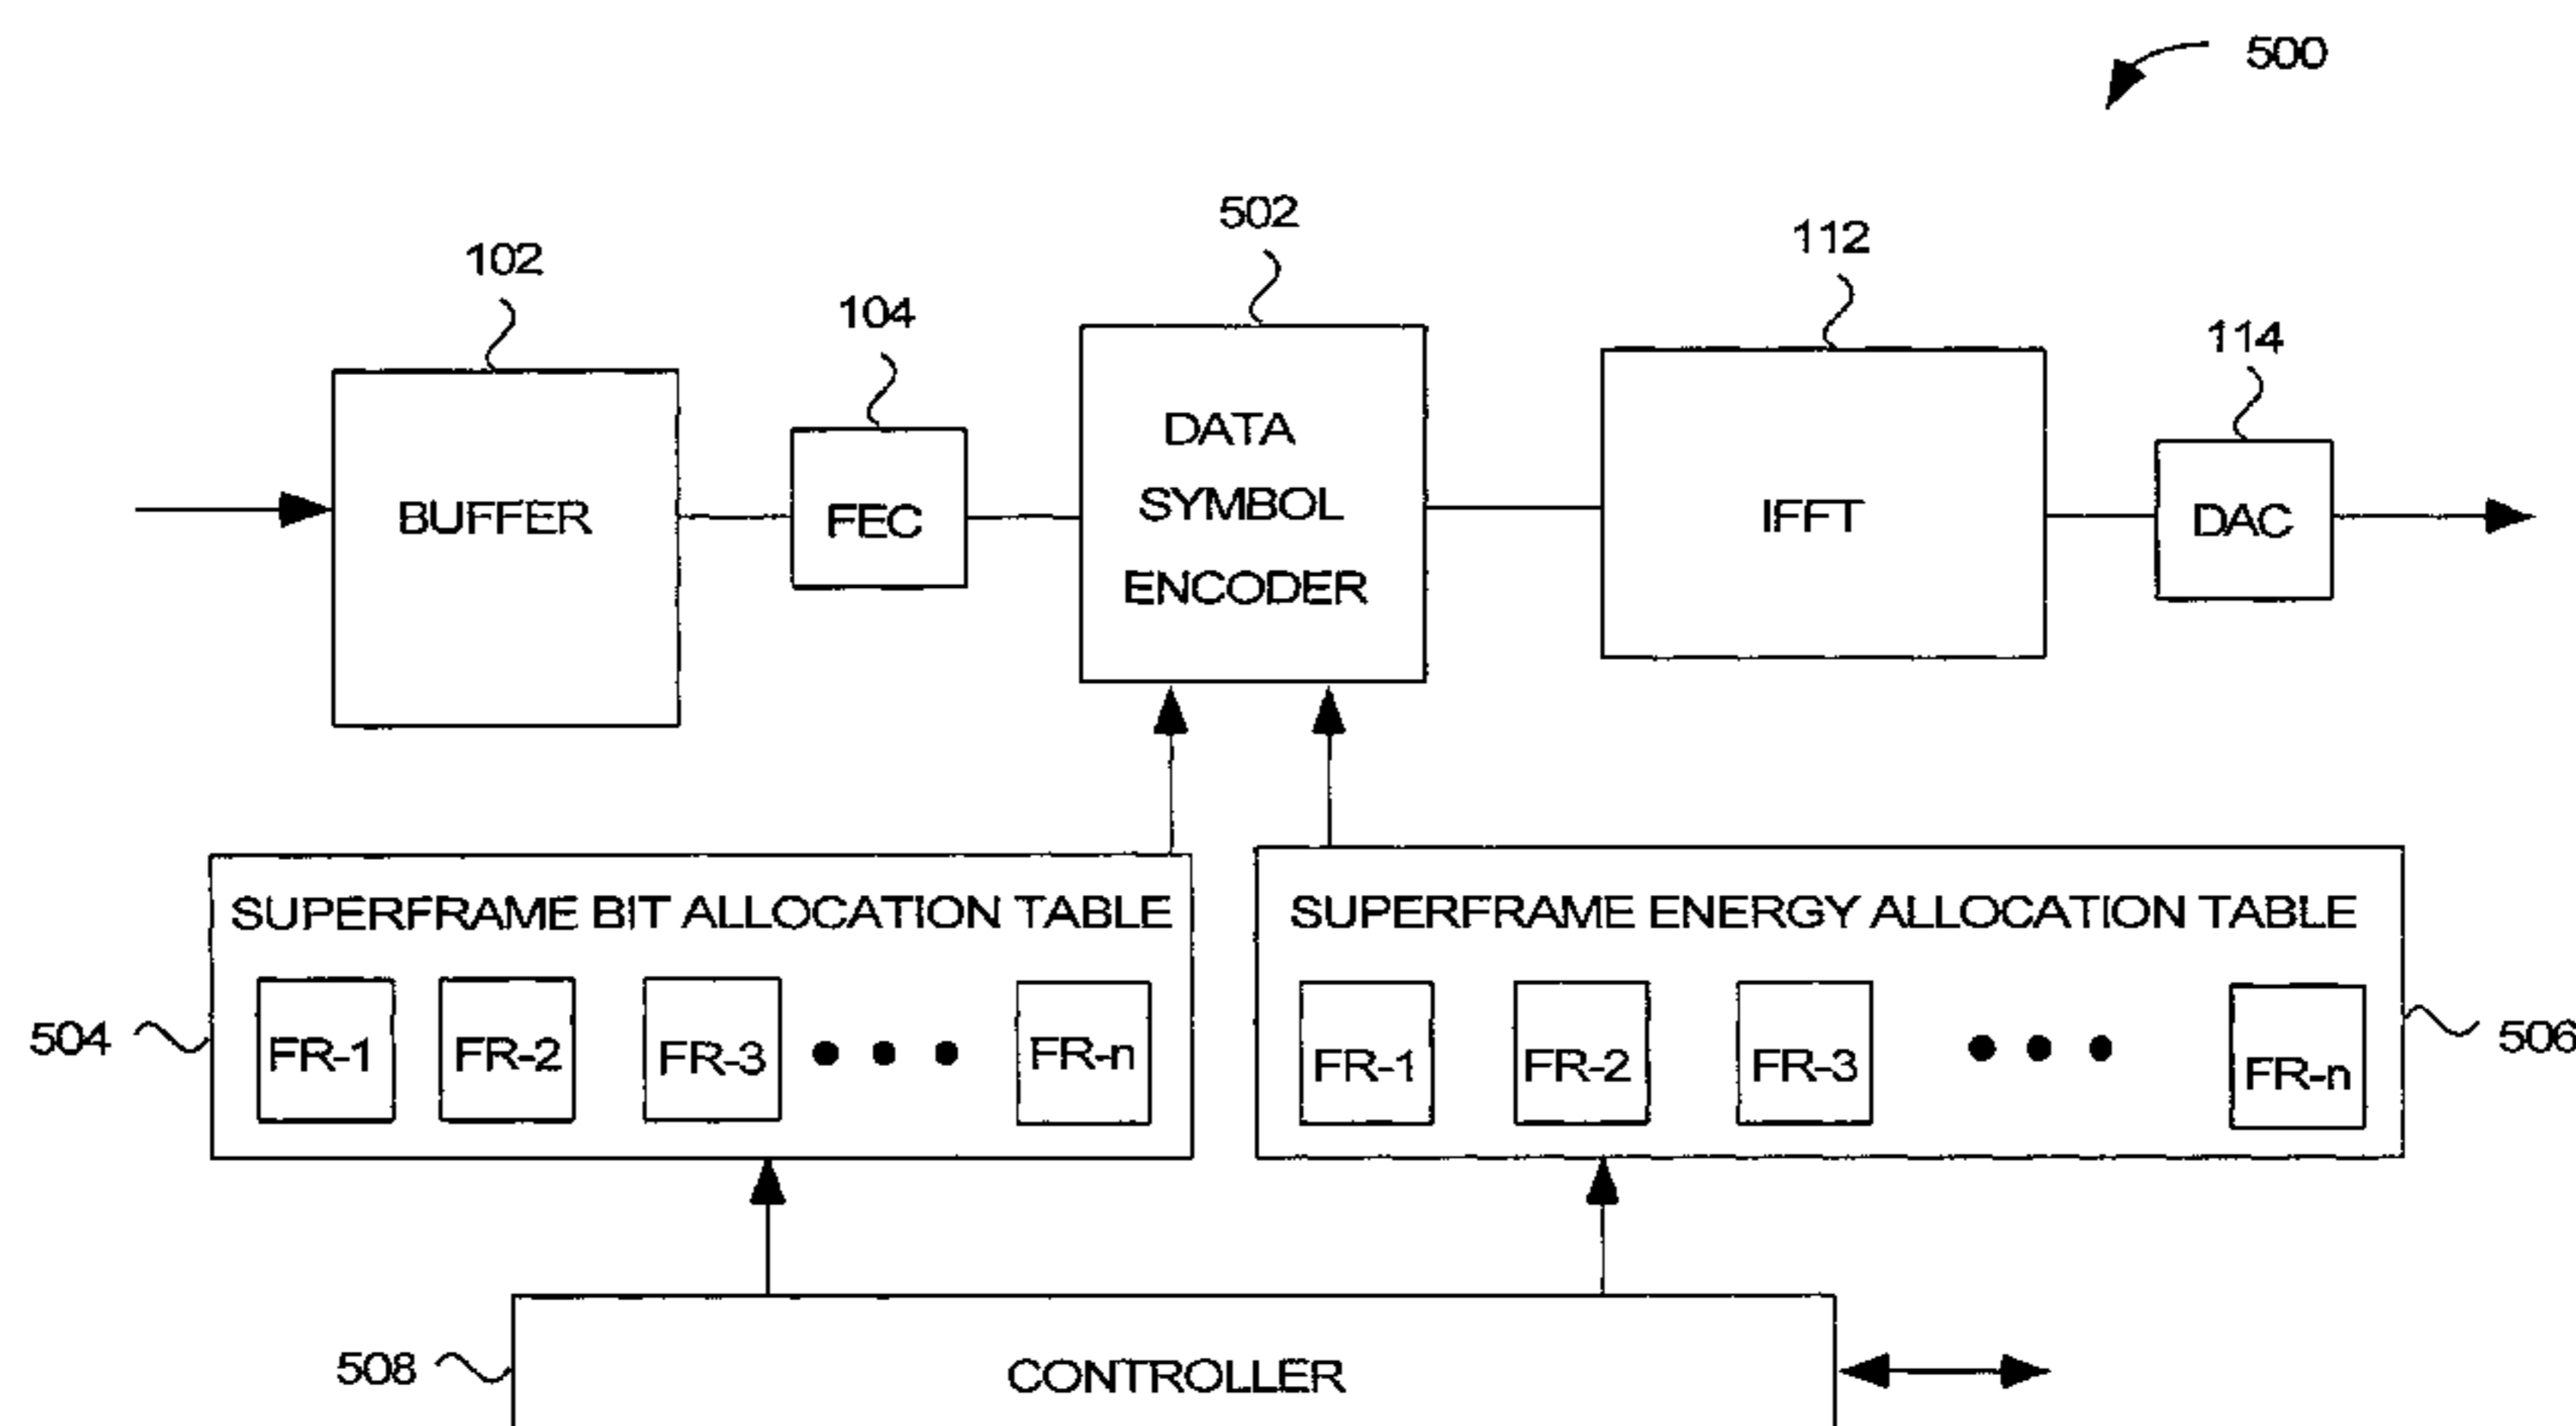 500
502
102
112
104
114
BUFFER
FEC
DATA
SYMBOL
ENCODER
IFFT
DAC
SUPERFRAME BIT ALLOCATION TABLE
SUPERFRAME ENERGY ALLOCATION TABLE
504
FR-1 FR-2 FR-3 • • • FR-n
FR-1 FR-2 FR-3 • • • FR-n
506
508
CONTROLLER